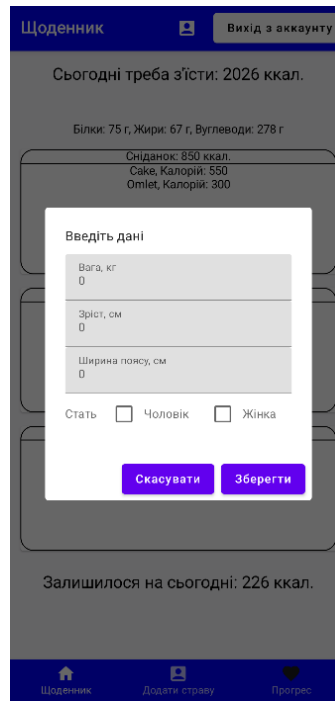 Щоденник
Вихід з аккаунту
Сьогодні треба з'їсти: 2026 ккал.
Білки: 75 г, Жири: 67 г, Вуглеводи: 278 г
Сніданок: 850 ккал.
Cake, Калорій: 550
Omlet, Калорій: 300
Введіть дані
Вага, кг
0
Зріст, см
0
Ширина поясу, см
0
Стать Чоловік Жінка
Скасувати Зберегти
Залишилося на сьогодні: 226 ккал.
Щоденник Додати страву Прогрес